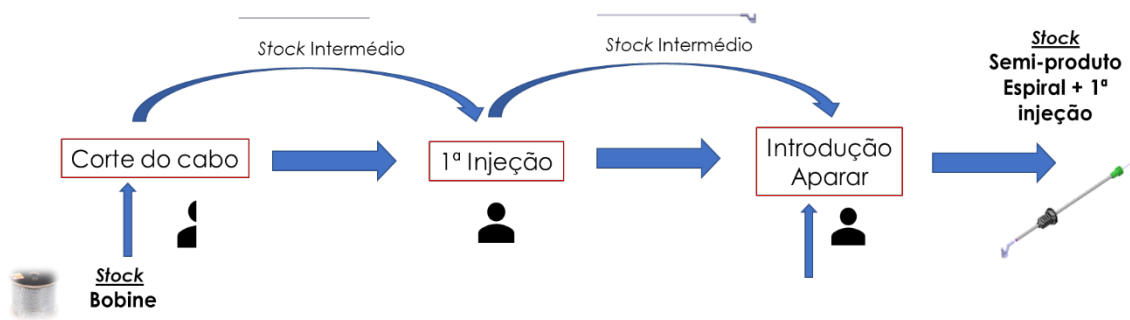 Stock Intermédio
Stock Intermédio
Stock
Semi-produto
Espiral + 1ª
injeção
Corte do cabo
1ª Injeção
Introdução
Aparar
Stock
Bobine